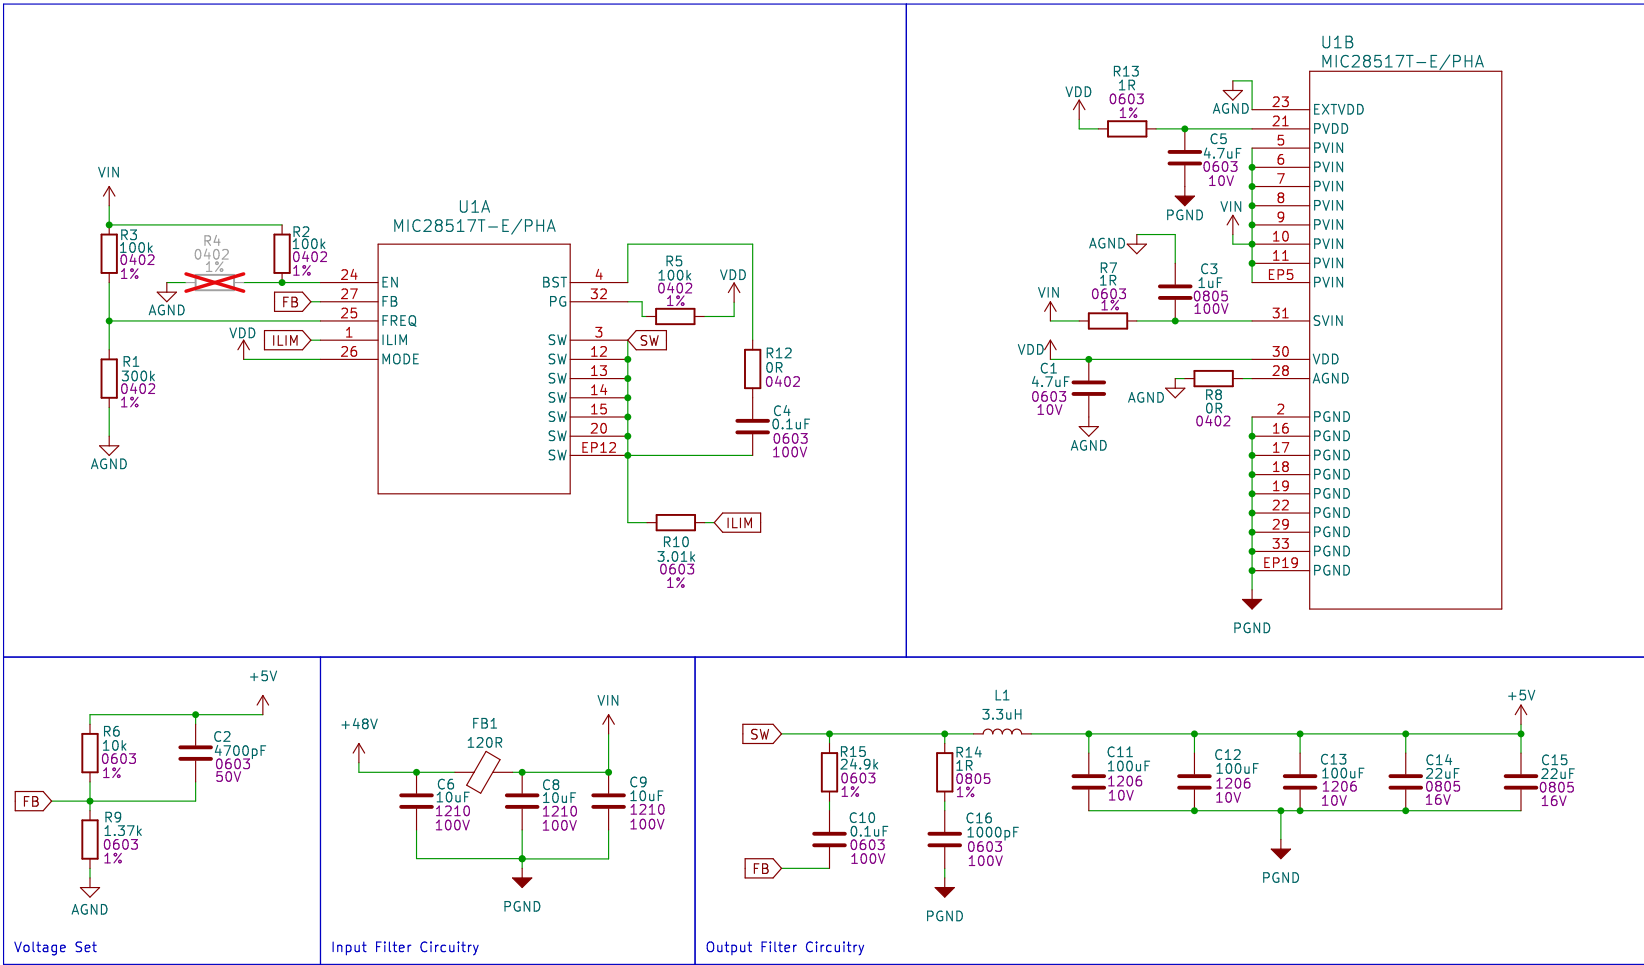 VIN
R3
100k
0402
1%
R4
0402
1%
R2
100k
0402
1%
AGND
FB
VDD
ILIM
R1
300k
0402
1%
AGND
U1A
MIC28517T-E/PHA
24
EN
27
FB
25
FREQ
1
ILIM
26
MODE
BST
4
PG
32
SW
3
SW
12
SW
13
SW
14
SW
15
SW
20
SW
EP12
R5
100k
0402
1%
VDD
SW
R12
0R
0402
C4
0.1uF
0603
100V
R10
3.01k
0603
1%
ILIM
U1B
MIC28517T-E/PHA
VDD
R13
1R
0603
1%
AGND
C5
4.7uF
0603
10V
PGND
VIN
AGND
R7
1R
0603
1%
VIN
C3
1uF
0805
100V
VDD
C1
4.7uF
0603
10V
AGND
AGND
R8
0R
0402
23
EXTVDD
21
PVDD
5
PVIN
6
PVIN
7
PVIN
8
PVIN
9
PVIN
10
PVIN
11
PVIN
EP5
PVIN
31
SVIN
30
VDD
28
AGND
2
PGND
16
PGND
17
PGND
18
PGND
19
PGND
22
PGND
29
PGND
33
PGND
EP19
PGND
PGND
+5V
R6
10k
0603
1%
C2
4700pF
0603
50V
FB
R9
1.37k
0603
1%
AGND
Voltage Set
+48V
FB1
120R
VIN
C6
10uF
1210
100V
C8
10uF
1210
100V
C9
10uF
1210
100V
PGND
Input Filter Circuitry
SW
R15
24.9k
0603
1%
C10
0.1uF
0603
100V
FB
R14
1R
0805
1%
C16
1000pF
0603
100V
PGND
L1
3.3uH
+5V
C11
100uF
1206
10V
C12
100uF
1206
10V
C13
100uF
1206
10V
C14
22uF
0805
16V
C15
22uF
0805
16V
PGND
Output Filter Circuitry